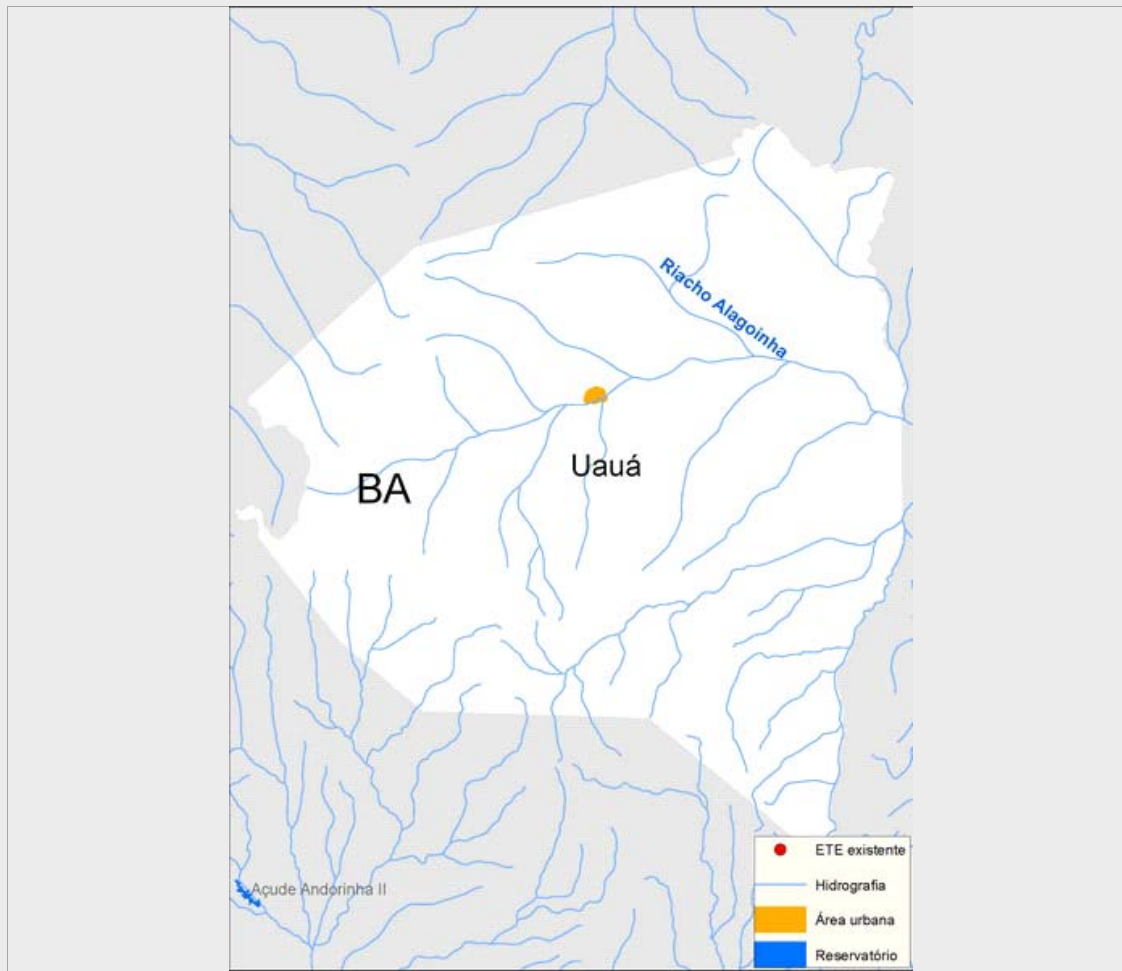 Riacho Alagoinha
Uauá
BA
Açude Andorinha II
ETE existente
Hidrografia
Área urbana
Reservatório